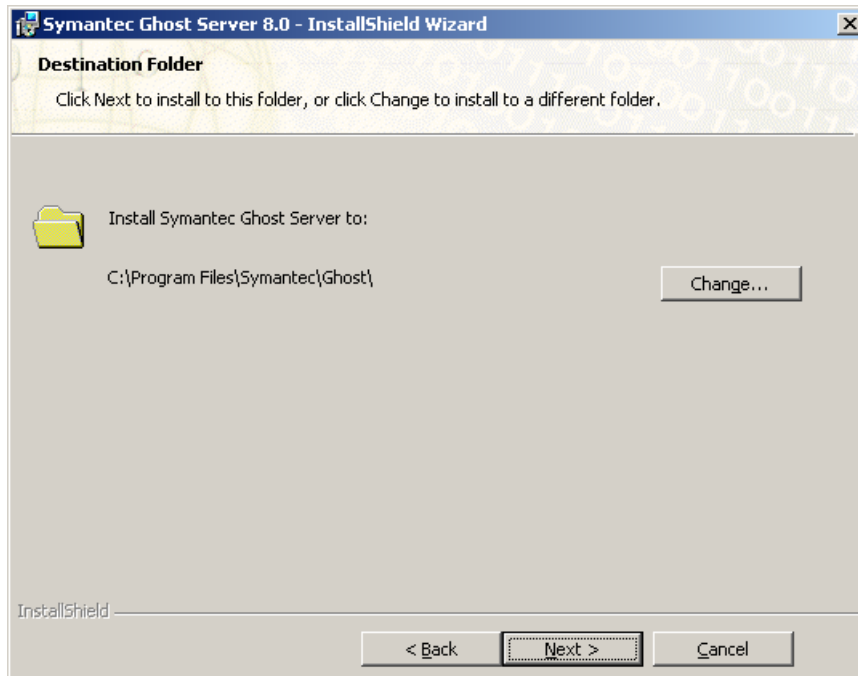 Symantec Ghost Server 8.0 - InstallShield Wizard
Destination Folder
Click Next to install to this folder, or click Change to install to a different folder.
Install Symantec Ghost Server to:
C:\Program Files\Symantec\Ghost\
Change...
InstallShield
< Back
Next >
Cancel